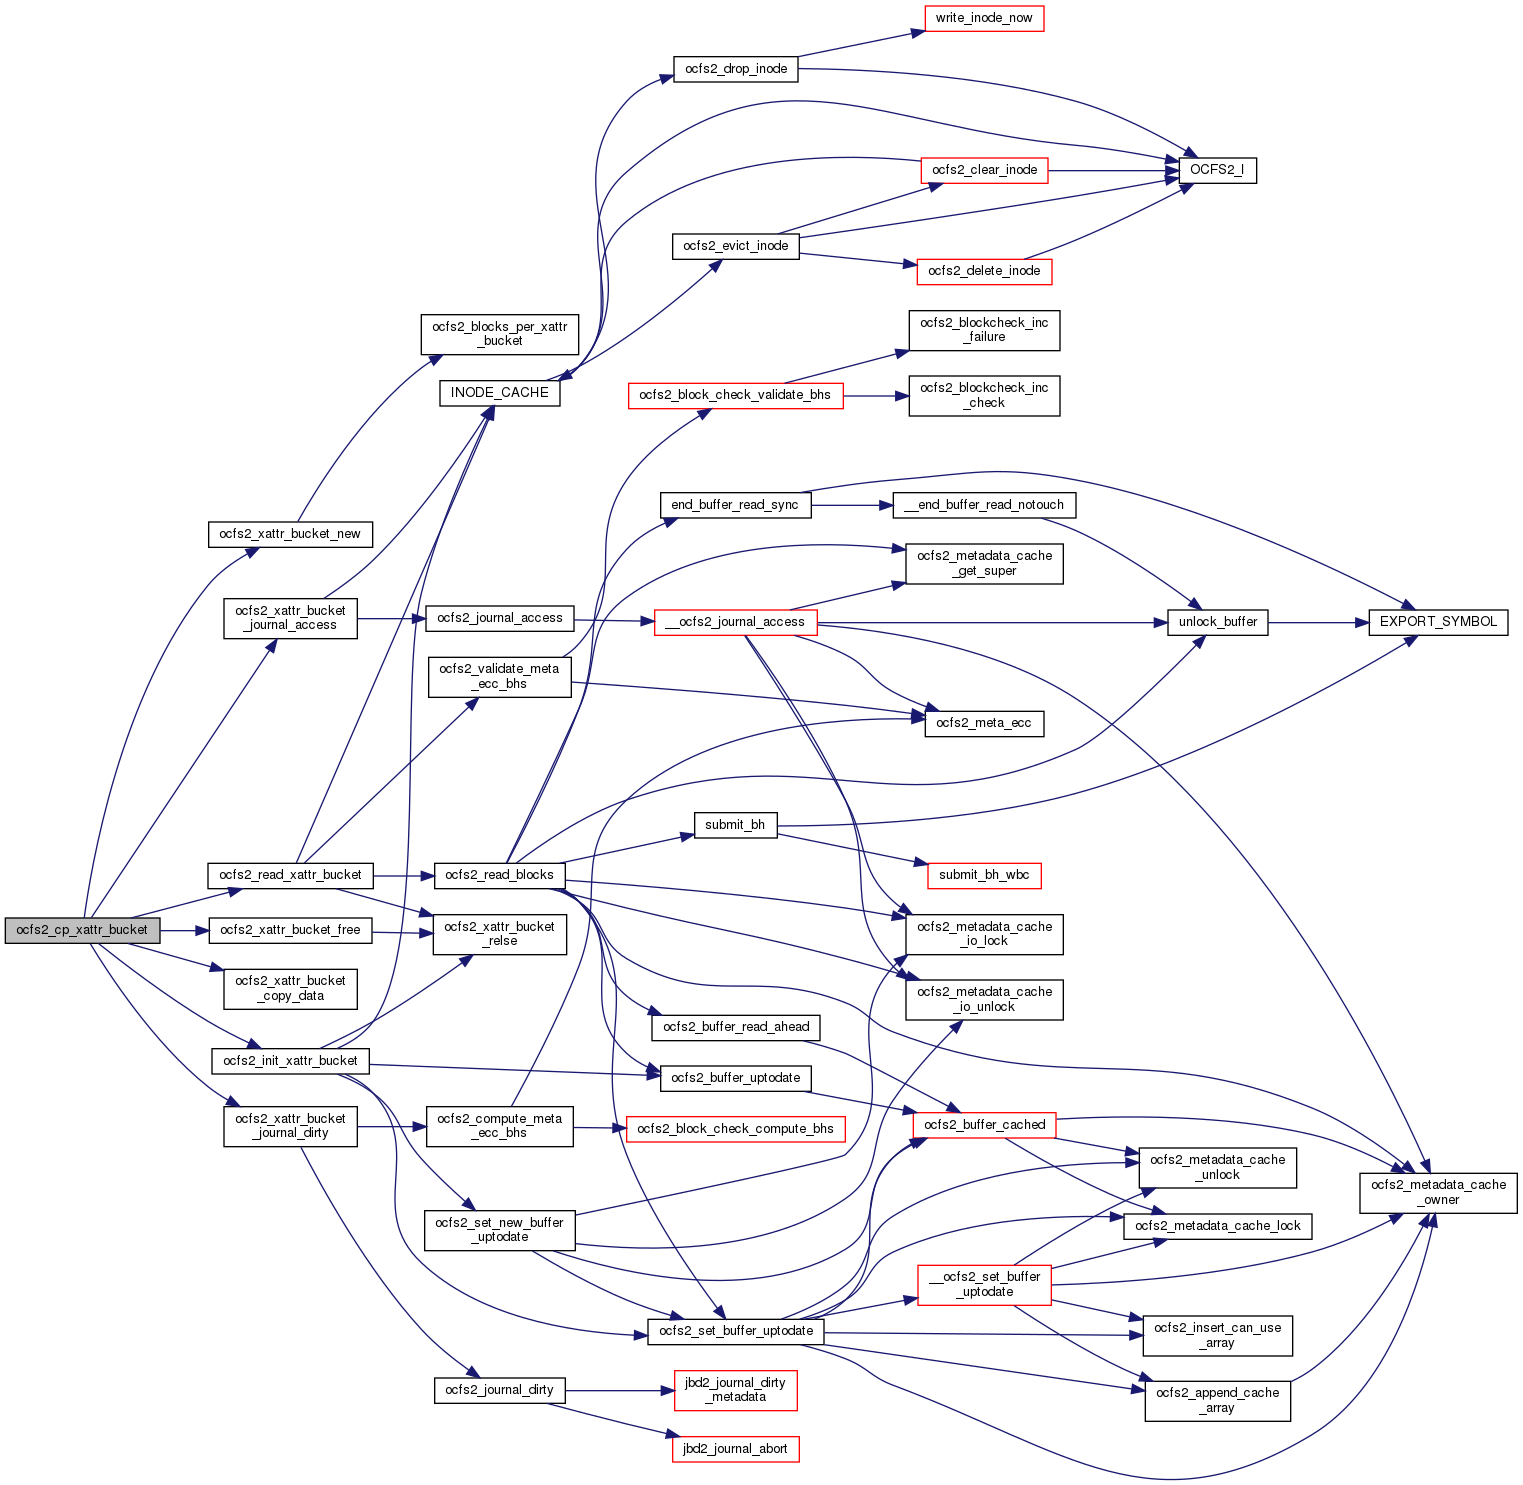 write_inode_now
ocfs2_drop_inode
OCFS2_I
ocfs2_clear_inode
ocfs2_evict_inode
ocfs2_delete_inode
ocfs2_blocks_per_xattr
_bucket
ocfs2_blockcheck_inc
_failure
INODE_CACHE
ocfs2_block_check_validate_bhs
ocfs2_blockcheck_inc
_check
end_buffer_read_sync
__end_buffer_read_notouch
ocfs2_xattr_bucket_new
ocfs2_metadata_cache
_get_super
ocfs2_xattr_bucket
_journal_access
ocfs2_journal_access
__ocfs2_journal_access
unlock_buffer
EXPORT_SYMBOL
ocfs2_validate_meta
_ecc_bhs
ocfs2_meta_ecc
submit_bh
ocfs2_read_xattr_bucket
ocfs2_read_blocks
submit_bh_wbc
ocfs2_cp_xattr_bucket
ocfs2_xattr_bucket_free
ocfs2_xattr_bucket
_relse
ocfs2_metadata_cache
_io_lock
ocfs2_xattr_bucket
_copy_data
ocfs2_metadata_cache
_io_unlock
ocfs2_buffer_read_ahead
ocfs2_init_xattr_bucket
ocfs2_buffer_uptodate
ocfs2_xattr_bucket
_journal_dirty
ocfs2_compute_meta
_ecc_bhs
ocfs2_block_check_compute_bhs
ocfs2_buffer_cached
ocfs2_metadata_cache
_unlock
ocfs2_metadata_cache
_owner
ocfs2_set_new_buffer
_uptodate
ocfs2_metadata_cache_lock
__ocfs2_set_buffer
_uptodate
ocfs2_set_buffer_uptodate
ocfs2_insert_can_use
_array
ocfs2_journal_dirty
jbd2_journal_dirty
_metadata
ocfs2_append_cache
_array
jbd2_journal_abort